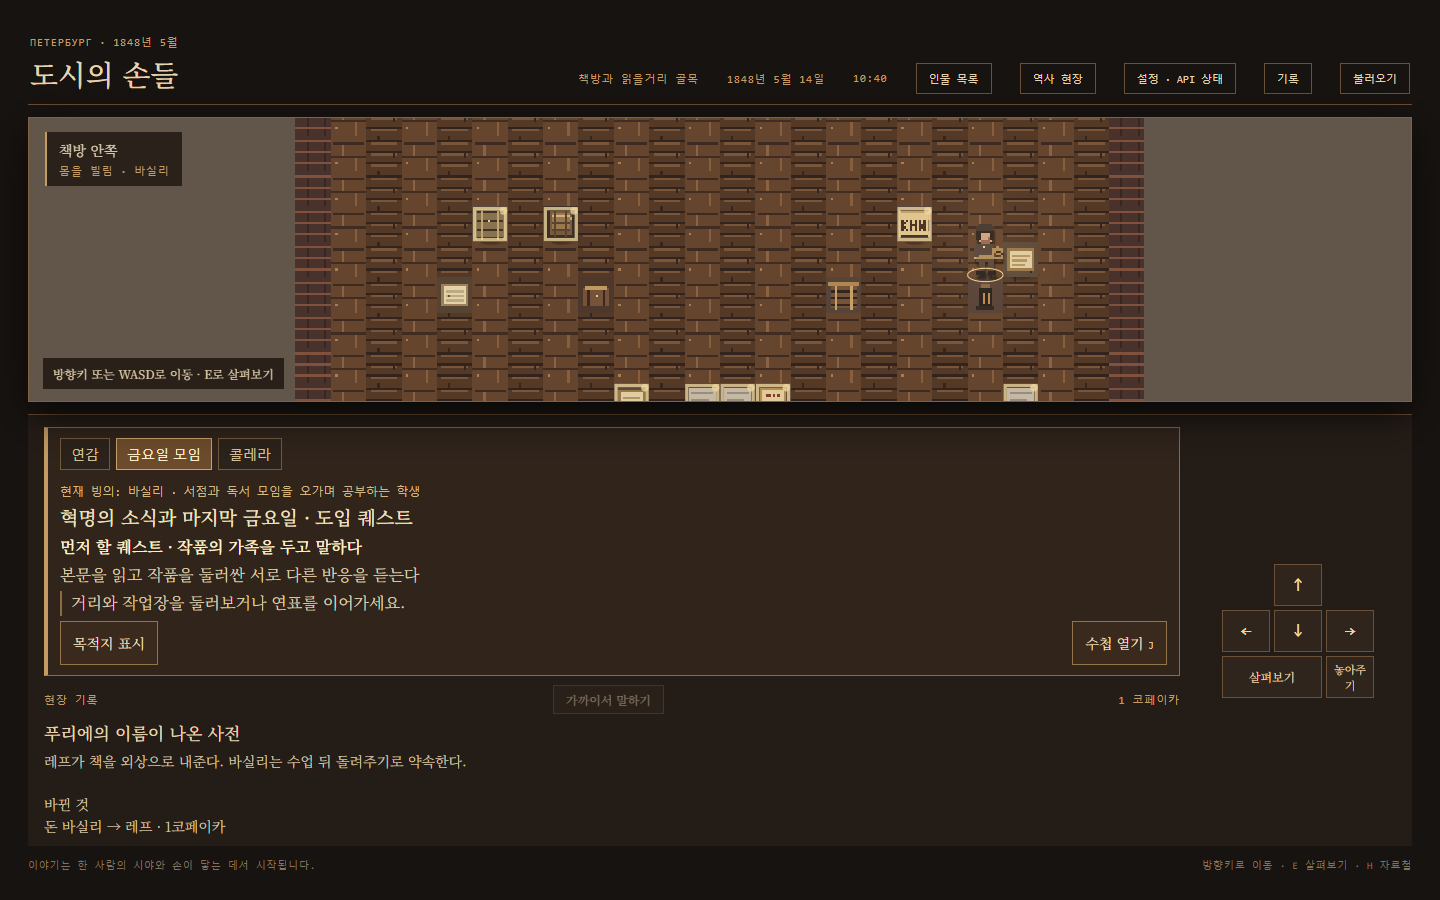 ПЕТЕРБУРГ · 1848년 5월
도시의 손들
책방과 읽을거리 골목
1848년 5월 14일
10:40
인물 목록
역사 현장
설정 · API 상태
기록
불러오기
책방 안쪽
몸을 빌림 · 바실리
КНИ
방향키 또는 WASD로 이동 · E로 살펴보기
연감
금요일 모임
콜레라
현재 빙의: 바실리 · 서점과 독서 모임을 오가며 공부하는 학생
혁명의 소식과 마지막 금요일 · 도입 퀘스트
먼저 할 퀘스트 · 작품의 가족을 두고 말하다
본문을 읽고 작품을 둘러싼 서로 다른 반응을 듣는다
거리와 작업장을 둘러보거나 연표를 이어가세요.
목적지 표시
수첩 열기 J
↑
← ↓ →
살펴보기
놓아주기
현장 기록
가까이서 말하기
1 코페이카
푸리에의 이름이 나온 사전
레프가 책을 외상으로 내준다. 바실리는 수업 뒤 돌려주기로 약속한다.
바뀐 것
돈 바실리 → 레프 · 1코페이카
이야기는 한 사람의 시야와 손이 닿는 데서 시작됩니다.
방향키로 이동 · E 살펴보기 · H 자료철